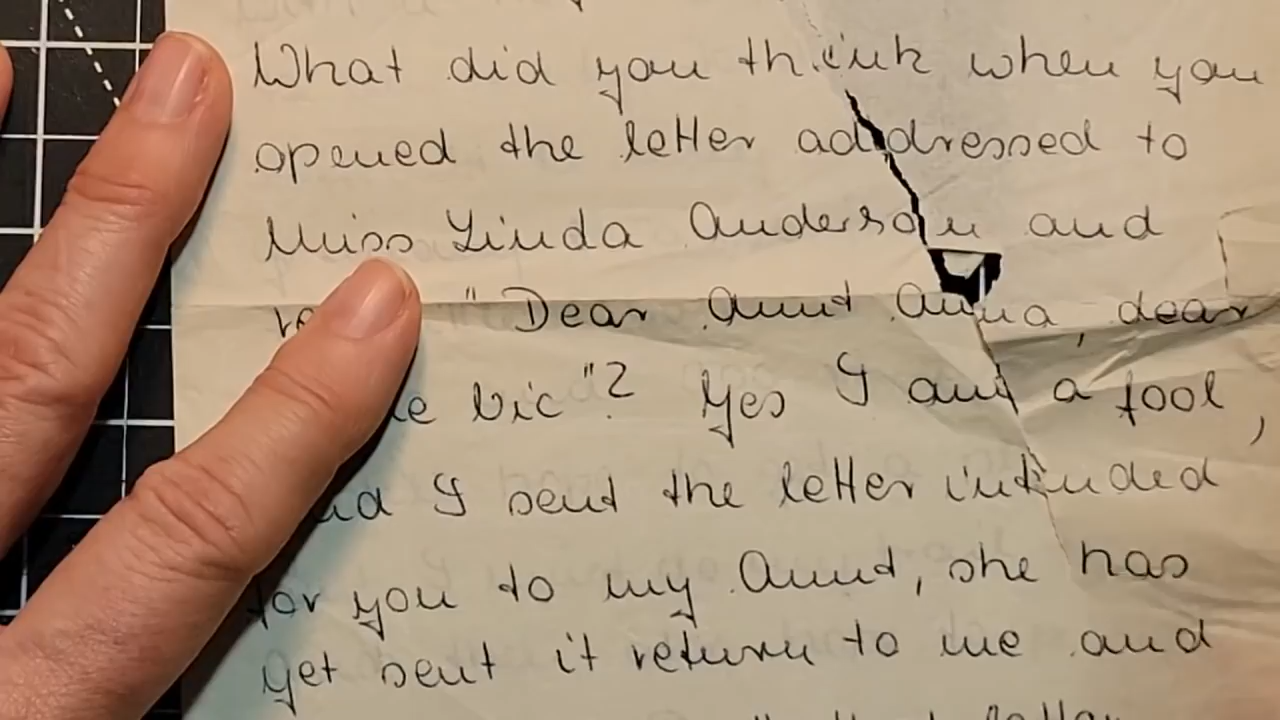 What did you think when you
opened the letter addressed to
Miss Linda Anderson and
"Dear Aunt Anna, dear
bic"? Yes I am a fool,
I sent the letter intended
for you to my Aunt, she has
yet sent it return to me and
letter